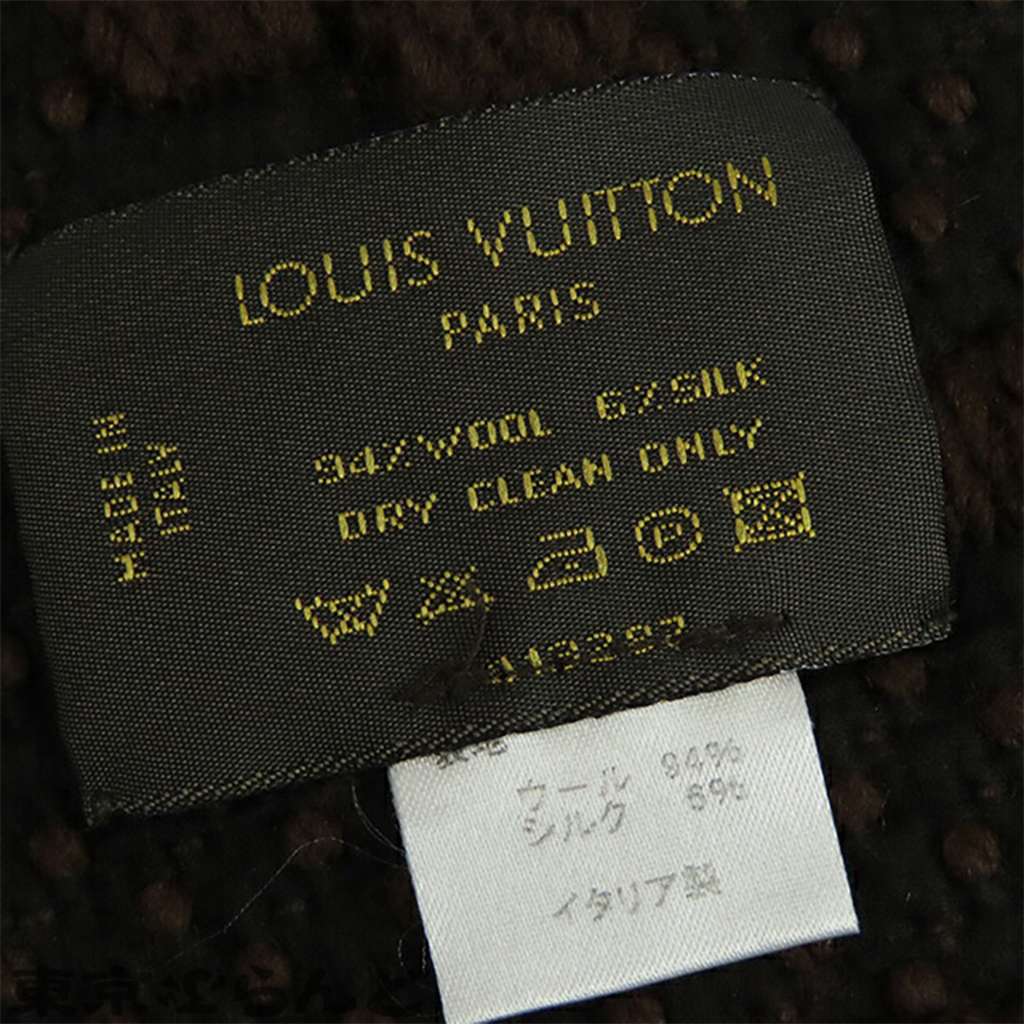 LOUIS VUITTON
PARIS
MADE IN
ITALY
94%WOOL 6%SILK
DRY CLEAN ONLY
P
413297
ウール 94%
シルク 6%
イタリア製